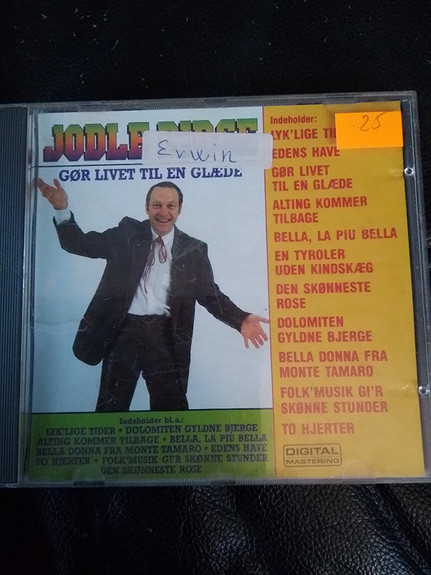 JODLE
Erwin
GØR LIVET TIL EN GLÆDE
Indeholder bl.a.:
LYK'LIGE TIDER • DOLOMITEN GYLDNE BJERGE
ALTING KOMMER TILBAGE • BELLA, LA PIU BELLA
BELLA DONNA FRA MONTE TAMARO • EDENS HAVE
TO HJERTER • FOLK'MUSIK GI'R SKØNNE STUNDER
DEN SKØNNESTE ROSE
Indeholder:
25
LYK'LIGE
EDENS HAVE
GØR LIVET
TIL EN GLÆDE
ALTING KOMMER
TILBAGE
BELLA, LA PIU BELLA
EN TYROLER
UDEN KINDSKÆG
DEN SKØNNESTE
ROSE
DOLOMITEN
GYLDNE BJERGE
BELLA DONNA FRA
MONTE TAMARO
FOLK'MUSIK GI'R
SKØNNE STUNDER
TO HJERTER
DIGITAL
MASTERING